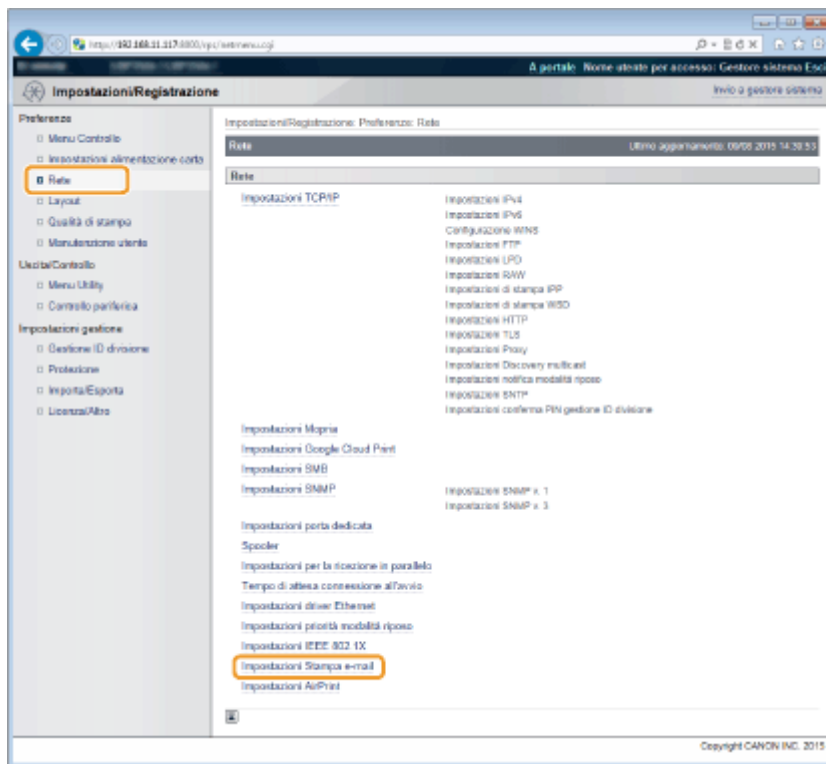 http://192.168.11.117:8000/rps/netmenu.cgi
A portale Nome utente per accesso: Gestore sistema Esci
Impostazioni/Registrazione
Invio a gestore sistema
Preferenze
Menu Controllo
Impostazioni alimentazione carta
Rete
Layout
Qualità di stampa
Manutenzione utente
Uscita/Controllo
Menu Utility
Controllo periferica
Impostazioni gestione
Gestione ID divisione
Protezione
Importa/Esporta
Licenza/Altro
Impostazioni/Registrazione: Preferenze: Rete
Rete
Ultimo aggiornamento: 2015 14:30:53
Rete
Impostazioni TCP/IP
Impostazioni IPv4
Impostazioni IPv6
Configurazione WINS
Impostazioni FTP
Impostazioni LPD
Impostazioni RAW
Impostazioni di stampa IPP
Impostazioni di stampa WSD
Impostazioni HTTP
Impostazioni TLS
Impostazioni Proxy
Impostazioni Discovery multicast
Impostazioni notifica modalità riposo
Impostazioni SNTP
Impostazioni conferma PIN gestione ID divisione
Impostazioni Mopria
Impostazioni Google Cloud Print
Impostazioni SMB
Impostazioni SNMP
Impostazioni SNMP v. 1
Impostazioni SNMP v. 3
Impostazioni porta dedicata
Spooler
Impostazioni per la ricezione in parallelo
Tempo di attesa connessione all'avvio
Impostazioni driver Ethernet
Impostazioni priorità modalità riposo
Impostazioni IEEE 802.1X
Impostazioni Stampa e-mail
Impostazioni AirPrint
Copyright CANON INC. 2015